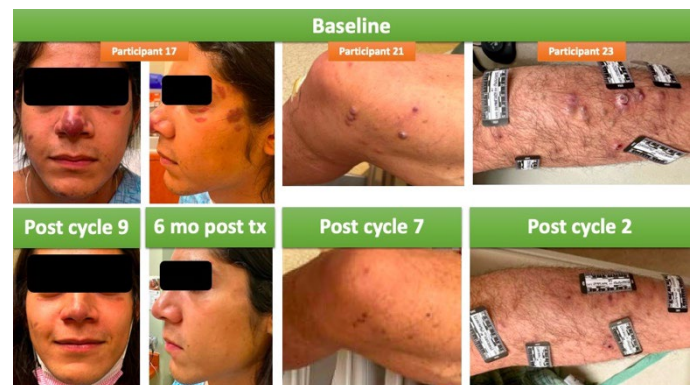 Baseline
Participant 17
Participant 21
Participant 23
Post cycle 9
6 mo post tx
Post cycle 7
Post cycle 2